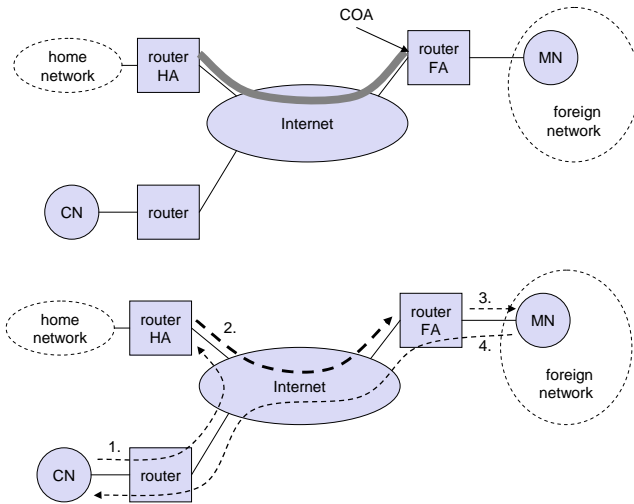 COA
home
network
router
HA
router
FA
MN
Internet
foreign
network
CN
router
home
network
router
HA
2.
router
FA
3.
MN
4.
Internet
foreign
network
CN
1.
router